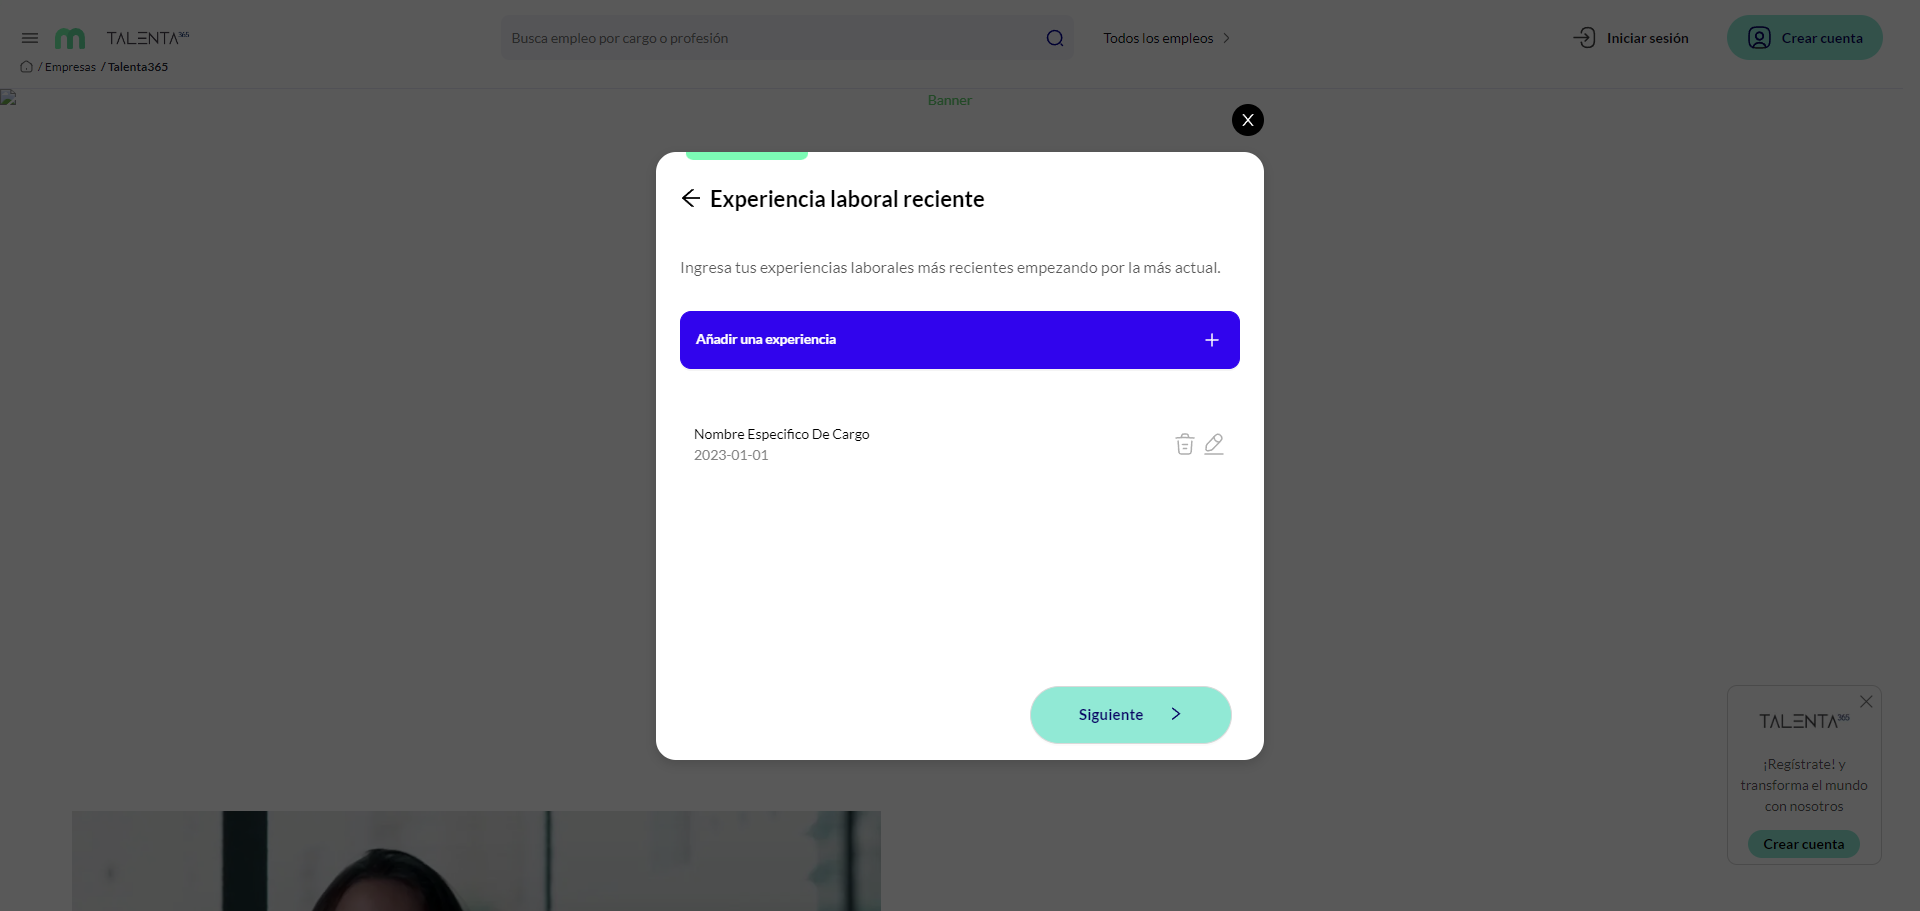 TALENTA365
Busca empleo por cargo o profesión
Todos los empleos
Iniciar sesión
Crear cuenta
/ Empresas / Talenta365
Banner
X
Experiencia laboral reciente
Ingresa tus experiencias laborales más recientes empezando por la más actual.
Añadir una experiencia
Nombre Especifico De Cargo
2023-01-01
Siguiente
TALENTA365
¡Regístrate! y
transforma el mundo
con nosotros
Crear cuenta